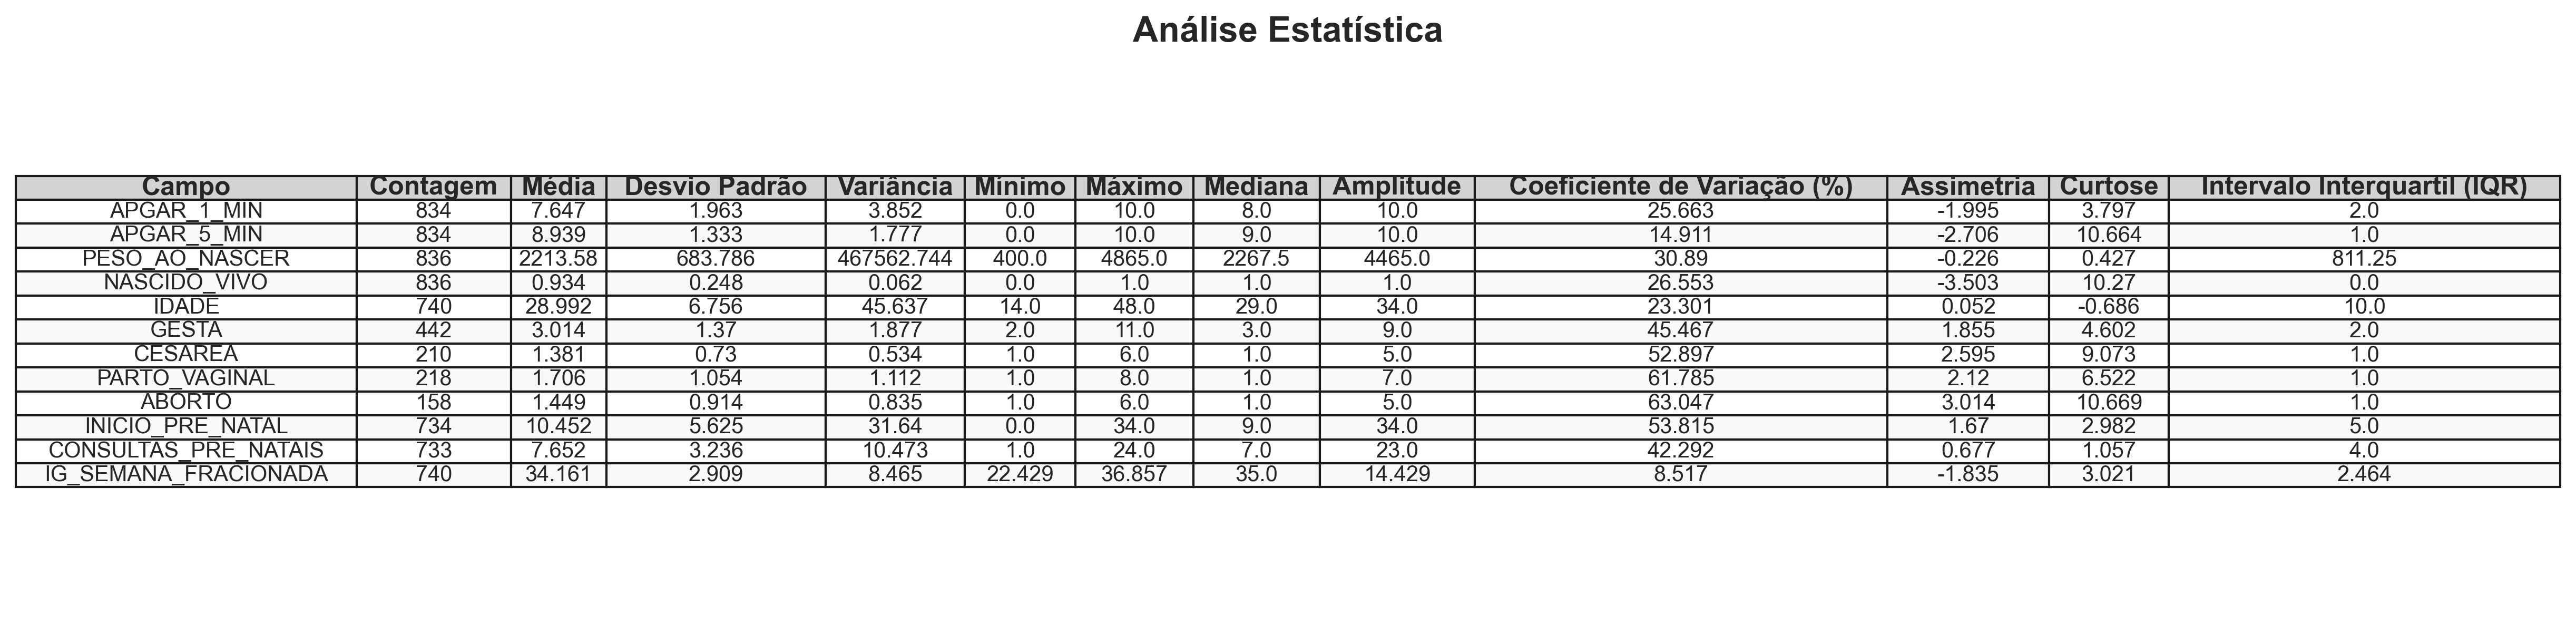 Análise Estatística
Campo Contagem Média Desvio Padrão Variância Mínimo Máximo Mediana Amplitude Coeficiente de Variação (%) Assimetria Curtose Intervalo Interquartil (IQR)
APGAR_1_MIN 834 7.647 1.963 3.852 0.0 10.0 8.0 10.0 25.663 -1.995 3.797 2.0
APGAR_5_MIN 834 8.939 1.333 1.777 0.0 10.0 9.0 10.0 14.911 -2.706 10.664 1.0
PESO_AO_NASCER 836 2213.58 683.786 467562.744 400.0 4865.0 2267.5 4465.0 30.89 -0.226 0.427 811.25
NASCIDO_VIVO 836 0.934 0.248 0.062 0.0 1.0 1.0 1.0 26.553 -3.503 10.27 0.0
IDADE 740 28.992 6.756 45.637 14.0 48.0 29.0 34.0 23.301 0.052 -0.686 10.0
GESTA 442 3.014 1.37 1.877 2.0 11.0 3.0 9.0 45.467 1.855 4.602 2.0
CESAREA 210 1.381 0.73 0.534 1.0 6.0 1.0 5.0 52.897 2.595 9.073 1.0
PARTO_VAGINAL 218 1.706 1.054 1.112 1.0 8.0 1.0 7.0 61.785 2.12 6.522 1.0
ABORTO 158 1.449 0.914 0.835 1.0 6.0 1.0 5.0 63.047 3.014 10.669 1.0
INICIO_PRE_NATAL 734 10.452 5.625 31.64 0.0 34.0 9.0 34.0 53.815 1.67 2.982 5.0
CONSULTAS_PRE_NATAIS 733 7.652 3.236 10.473 1.0 24.0 7.0 23.0 42.292 0.677 1.057 4.0
IG_SEMANA_FRACIONADA 740 34.161 2.909 8.465 22.429 36.857 35.0 14.429 8.517 -1.835 3.021 2.464